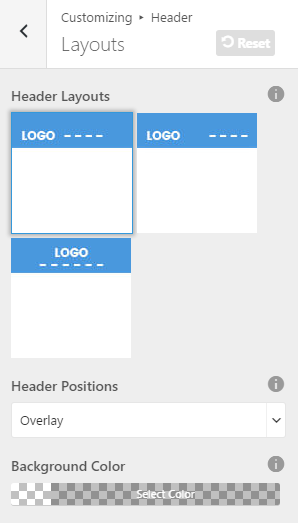 Customizing ▸ Header
Layouts
Reset
Header Layouts
LOGO
LOGO
LOGO
Header Positions
Overlay
Background Color
Select Color